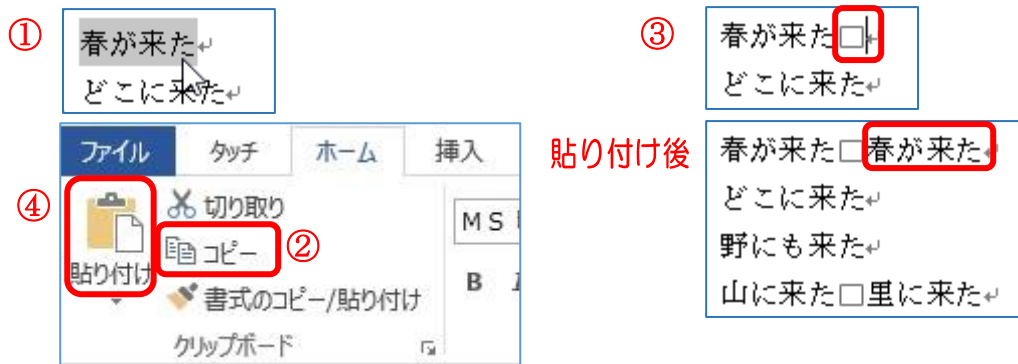 ①
春が来た↵
どこに来た↵
ファイル タッチ ホーム 挿入
④
切り取り
コピー ②
貼り付け
書式のコピー/貼り付け
クリップボード
MS
B I
③
春が来た□↵
どこに来た↵
貼り付け後
春が来た□春が来た↵
どこに来た↵
野にも来た↵
山に来た□里に来た↵